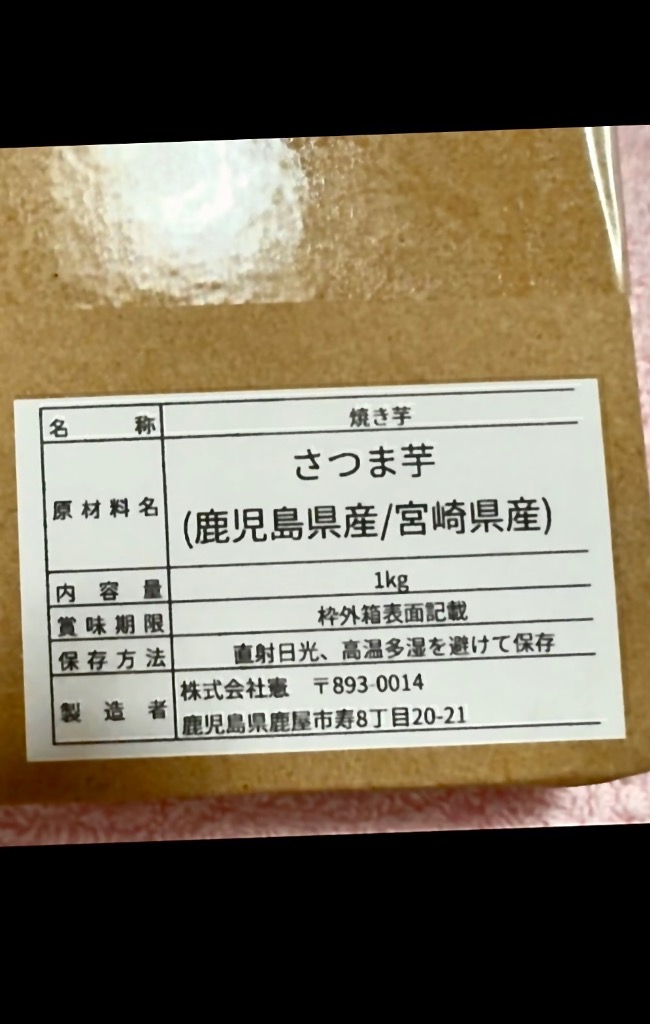 名称 焼き芋
原材料名 さつま芋
(鹿児島県産/宮崎県産)
内容量 1kg
賞味期限 枠外箱表面記載
保存方法 直射日光、高温多湿を避けて保存
製造者 株式会社憲 〒893-0014
鹿児島県鹿屋市寿8丁目20-21